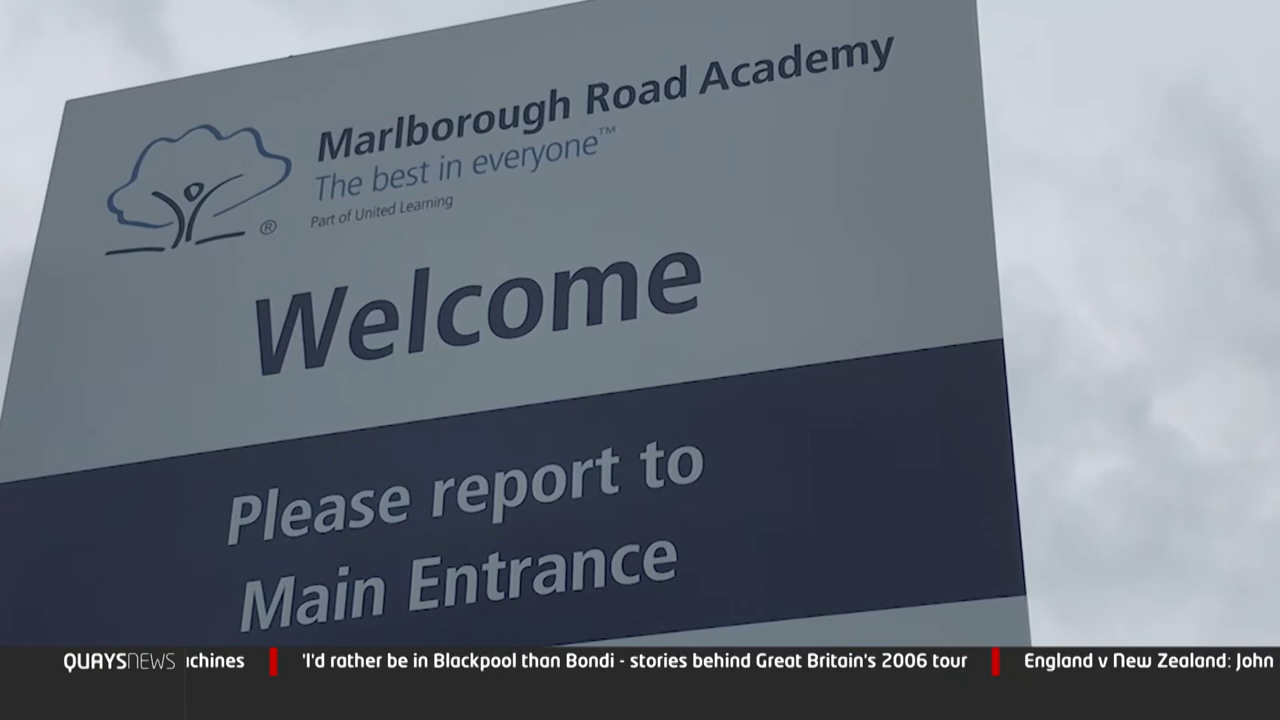 Marlborough Road Academy
The best in everyone™
Part of United Learning
®
Welcome
Please report to
Main Entrance
QUAYSNEWS chines 'I'd rather be in Blackpool than Bondi - stories behind Great Britain's 2006 tour England v New Zealand: John